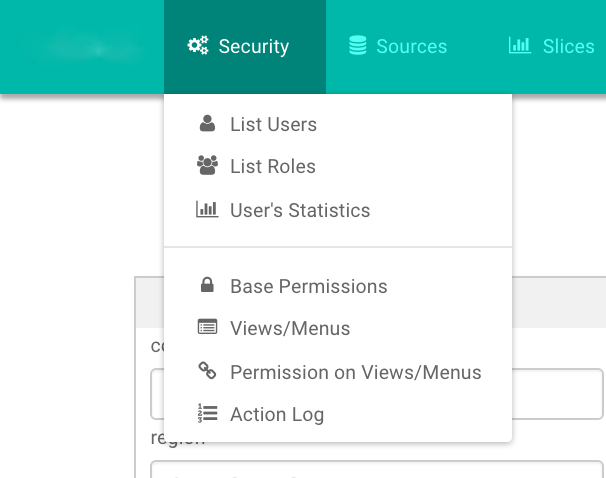 Security Sources Slices
List Users
List Roles
User's Statistics
Base Permissions
Views/Menus
Permission on Views/Menus
Action Log
region